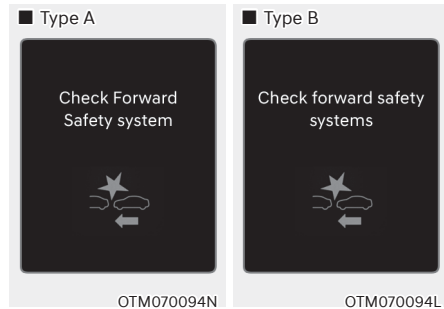 ■ Type A
Check Forward
Safety system
OTM070094N
■ Type B
Check forward safety
systems
OTM070094L